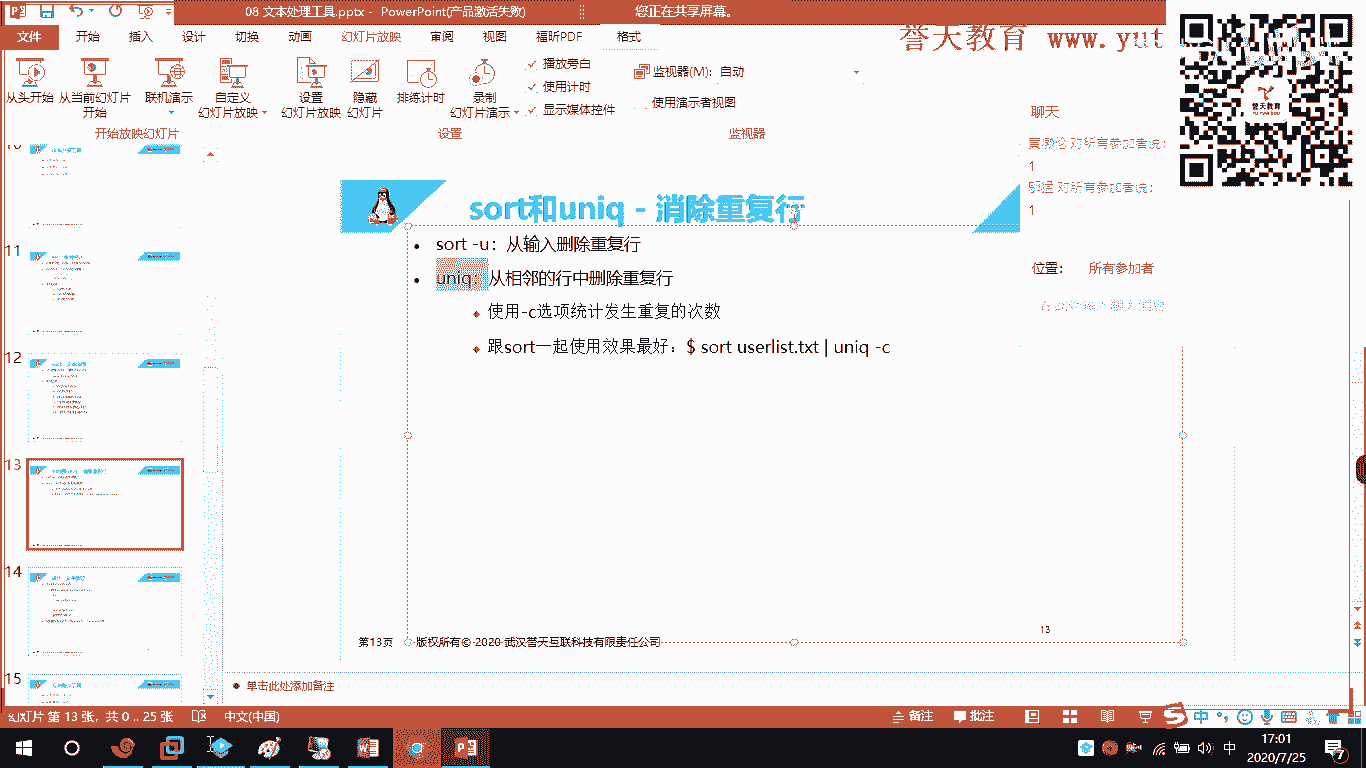 08 文本处理工具.pptx - PowerPoint(产品激活失败)
您正在共享屏幕。
文件 开始 插入 设计 切换 动画 幻灯片放映 审阅 视图 福昕PDF 格式
誉天教育 www.yut
从头开始 从当前幻灯片
开始
联机演示
自定义
幻灯片放映
设置
幻灯片放映
隐藏
幻灯片
排练计时
录制
幻灯片演示
播放旁白
使用计时
显示媒体控件
监视器(M): 自动
使用演示者视图
开始放映幻灯片
设置
监视器
誉天教育
聊天
对所有参加者说:
1
对所有参加者说:
1
位置: 所有参加者
11
12
13
14
15
sort和uniq - 消除重复行
sort -u：从输入删除重复行
uniq：从相邻的行中删除重复行
使用-c选项统计发生重复的次数
跟sort一起使用效果最好：$ sort userlist.txt | uniq -c
13
第13页 版权所有© 2020 武汉誉天互联科技有限责任公司
单击此处添加备注
幻灯片 第 13 张，共 0 .. 25 张 中文(中国)
备注 批注
中
中
17:01
2020/7/25
7